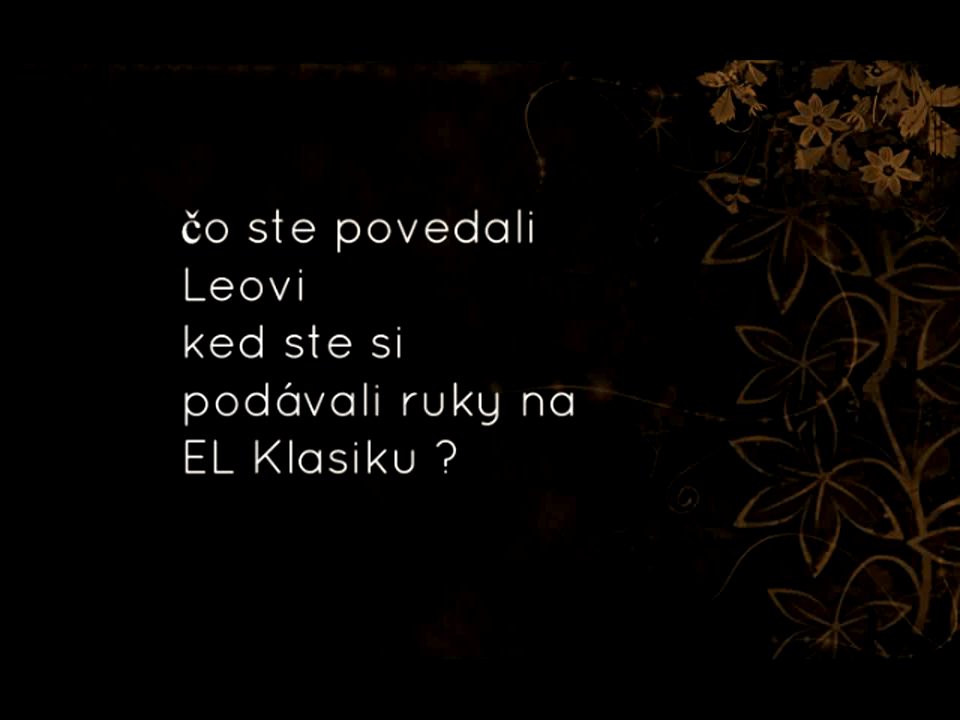 čo ste povedali
Leovi
ked ste si
podávali ruky na
EL Klasiku ?